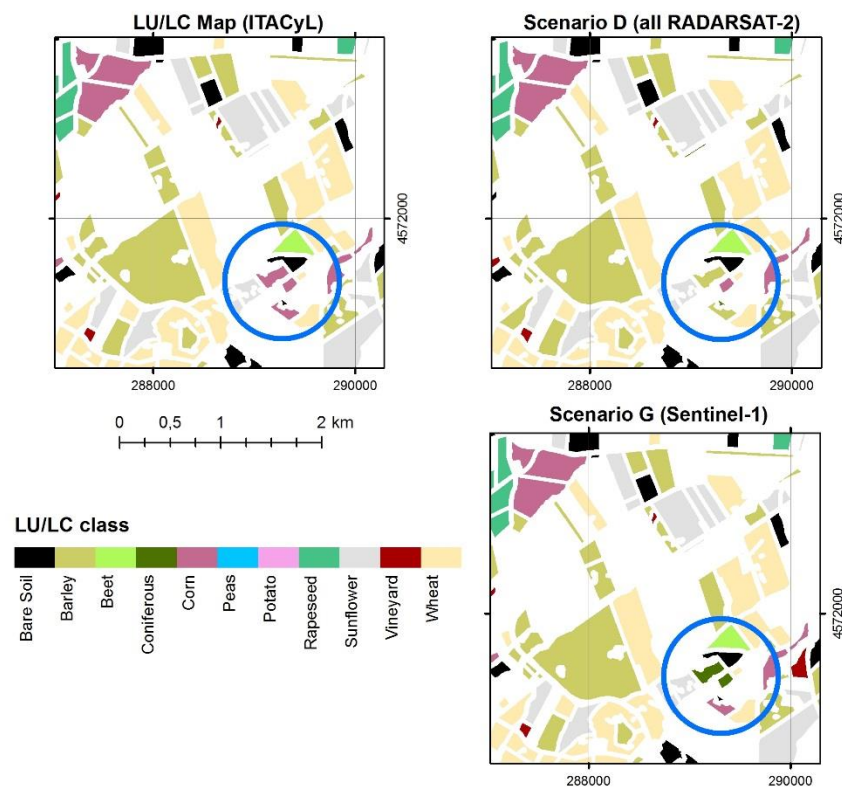 LU/LC Map (ITACyL)
Scenario D (all RADARSAT-2)
4572000
4572000
288000 290000
288000 290000
0 0,5 1 2 km
Scenario G (Sentinel-1)
LU/LC class
Bare Soil
Barley
Beet
Coniferous
Corn
Peas
Potato
Rapeseed
Sunflower
Vineyard
Wheat
4572000
288000 290000